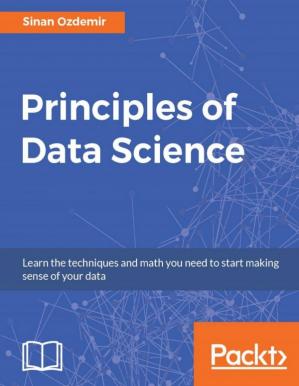 Sinan Ozdemir
Principles of
Data Science
Learn the techniques and math you need to start making
sense of your data
Packt>